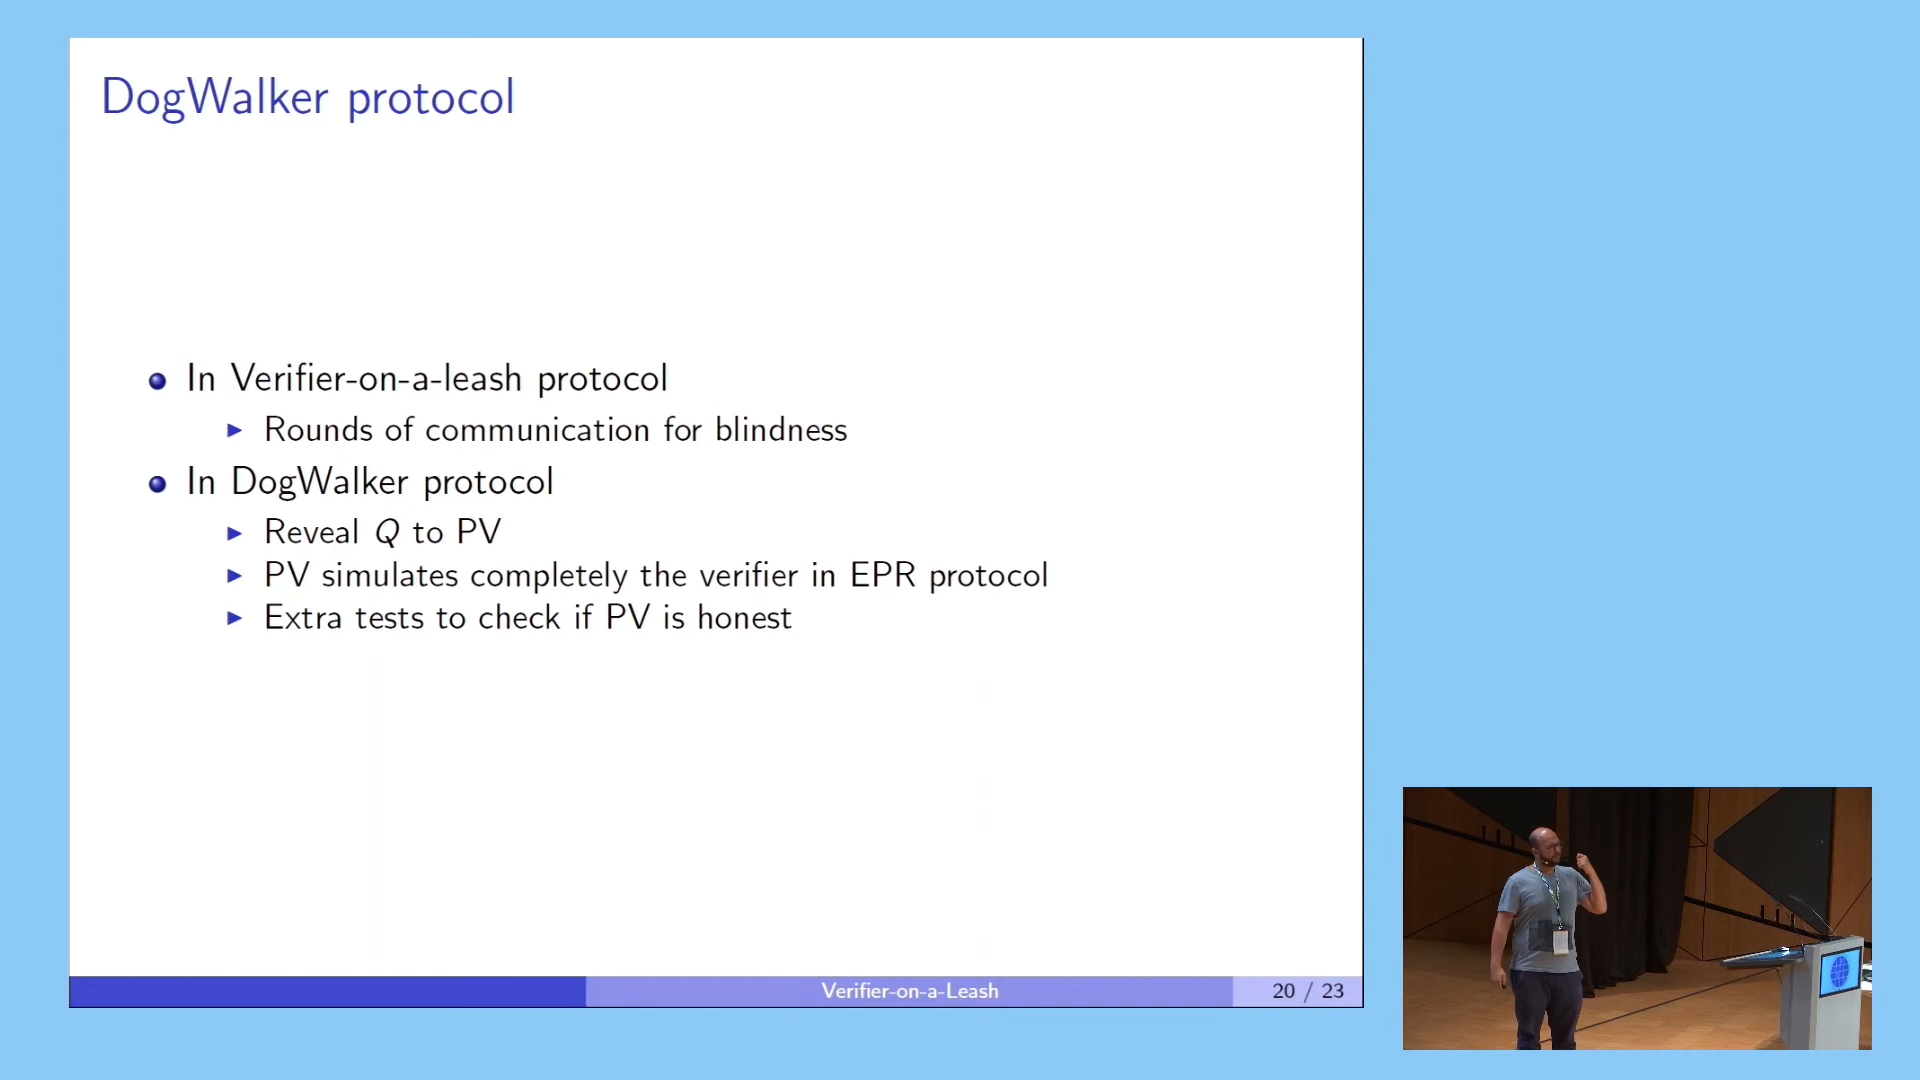 DogWalker protocol
In Verifier-on-a-leash protocol
Rounds of communication for blindness
In DogWalker protocol
Reveal Q to PV
PV simulates completely the verifier in EPR protocol
Extra tests to check if PV is honest
Verifier-on-a-Leash
20 / 23